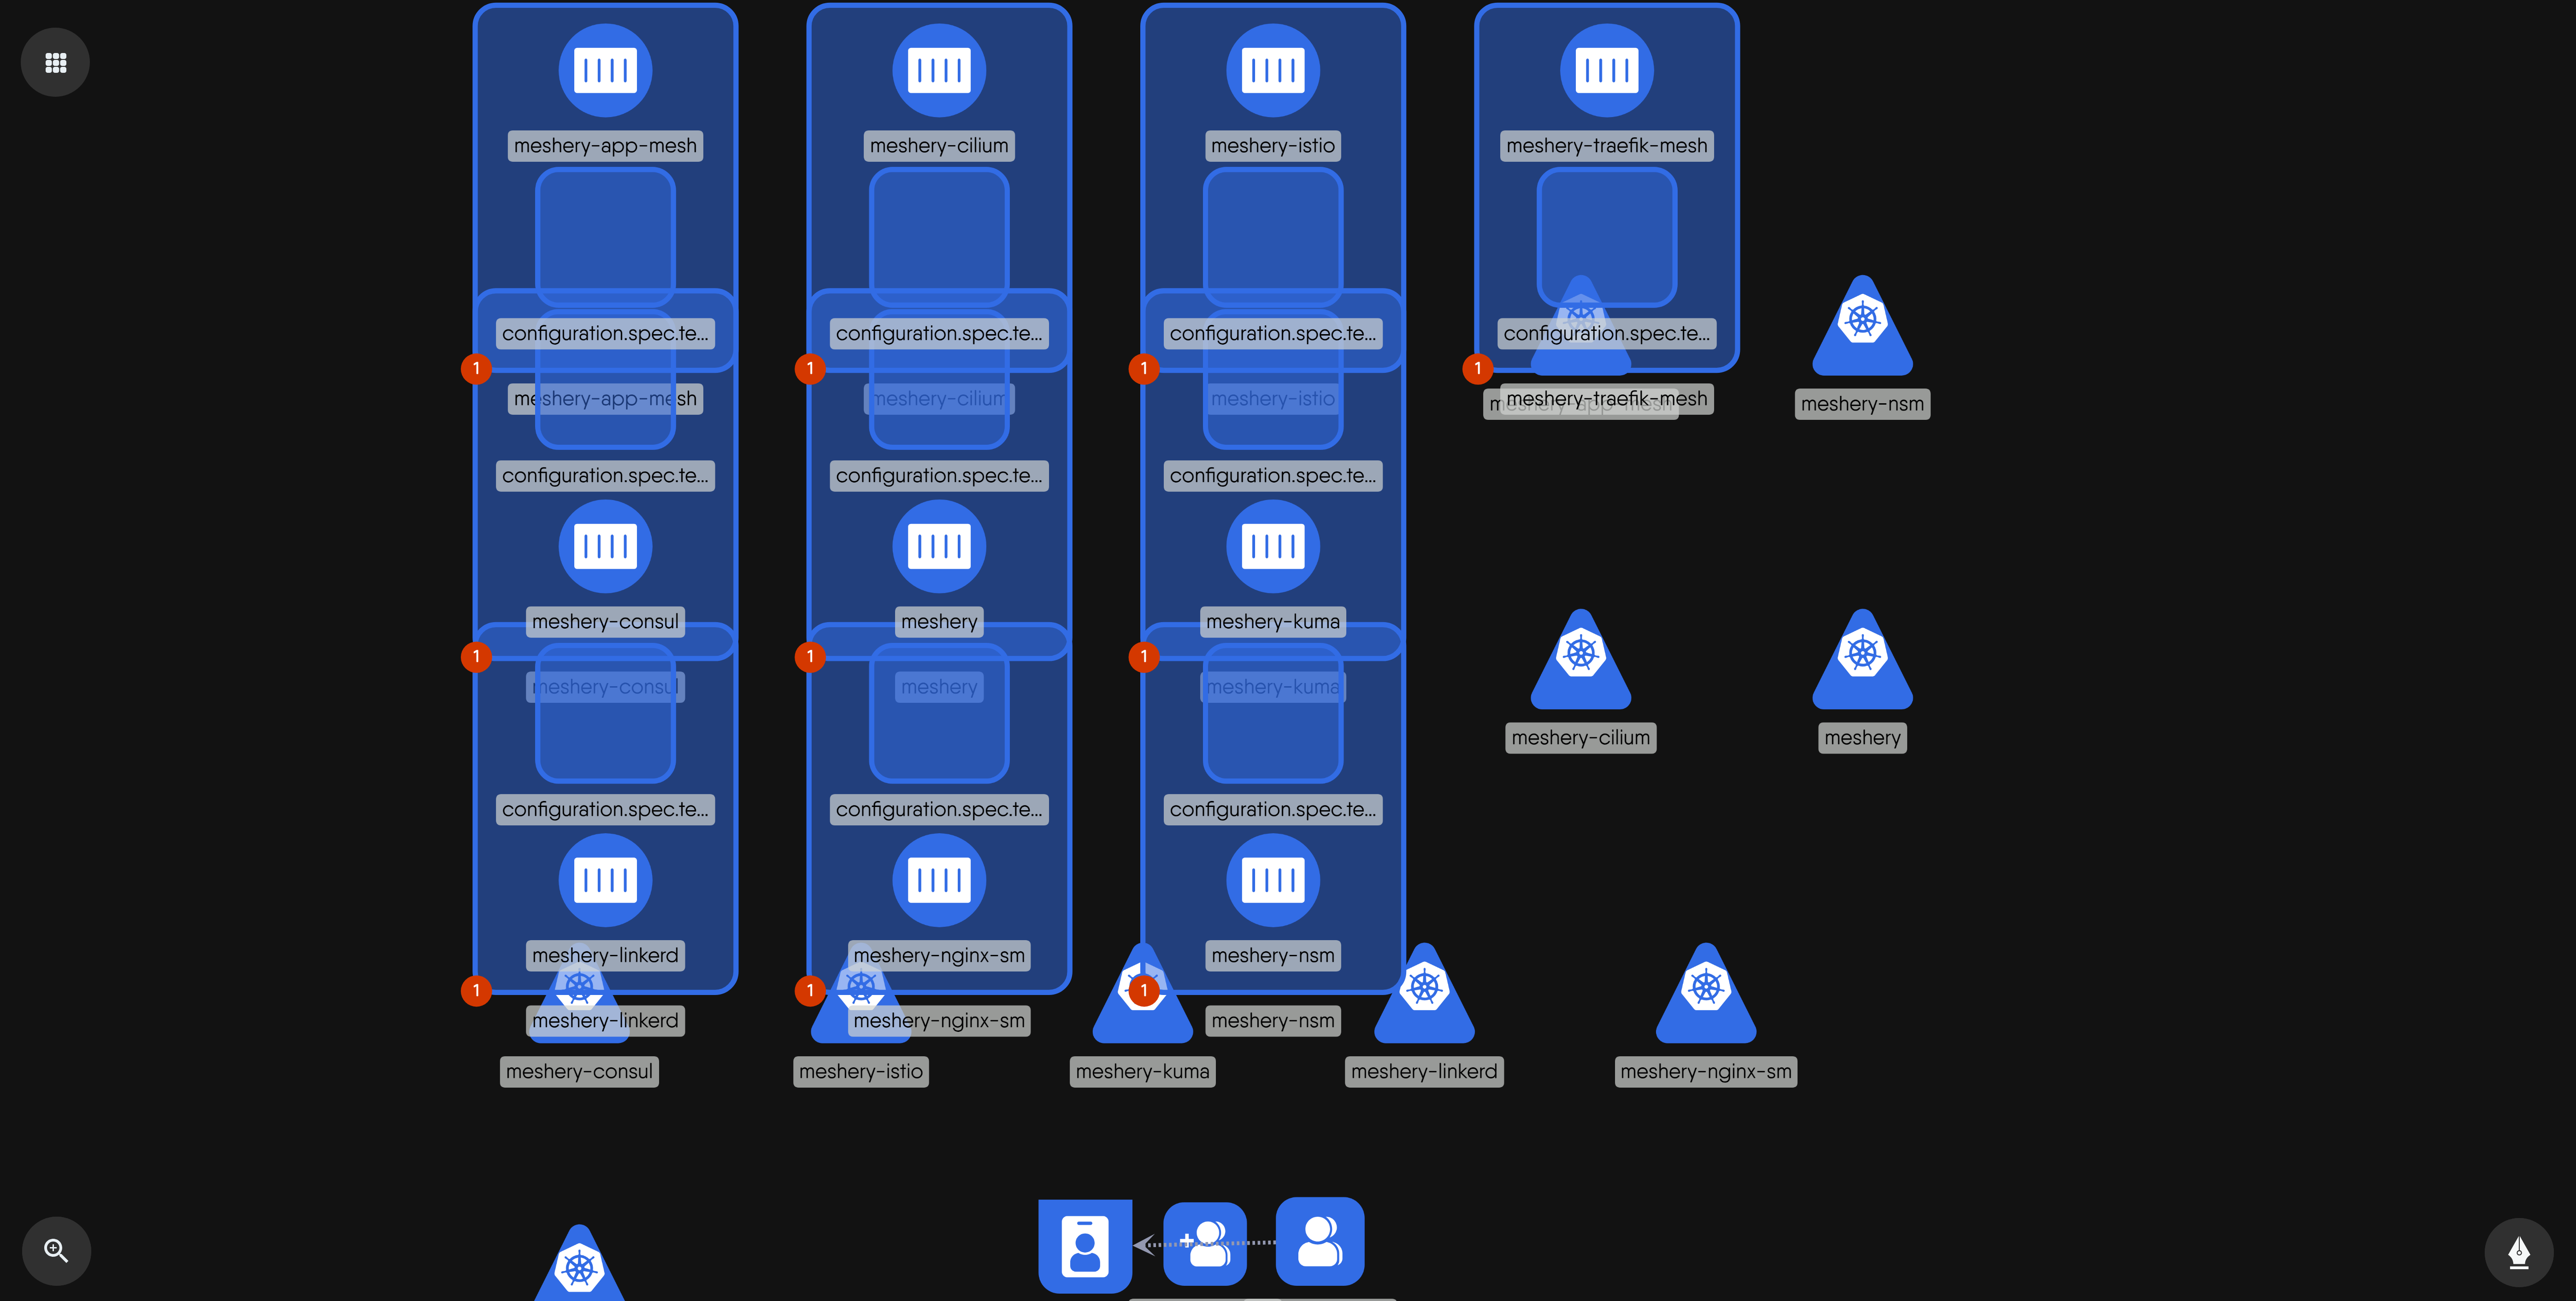 meshery-app-mesh
meshery-cilium
meshery-istio
meshery-traefik-mesh
configuration.spec.te...
configuration.spec.te...
configuration.spec.te...
configuration.spec.te...
1
1
1
1
meshery-app-mesh
meshery-cilium
meshery-istio
meshery-app-mesh
meshery-traefik-mesh
meshery-nsm
configuration.spec.te...
configuration.spec.te...
configuration.spec.te...
meshery-consul
meshery
meshery-kuma
1
1
1
meshery-consul
meshery
meshery-kuma
meshery-cilium
meshery
configuration.spec.te...
configuration.spec.te...
configuration.spec.te...
meshery-linkerd
meshery-nginx-sm
meshery-nsm
1
1
1
meshery-linkerd
meshery-nginx-sm
meshery-nsm
meshery-consul
meshery-istio
meshery-kuma
meshery-linkerd
meshery-nginx-sm